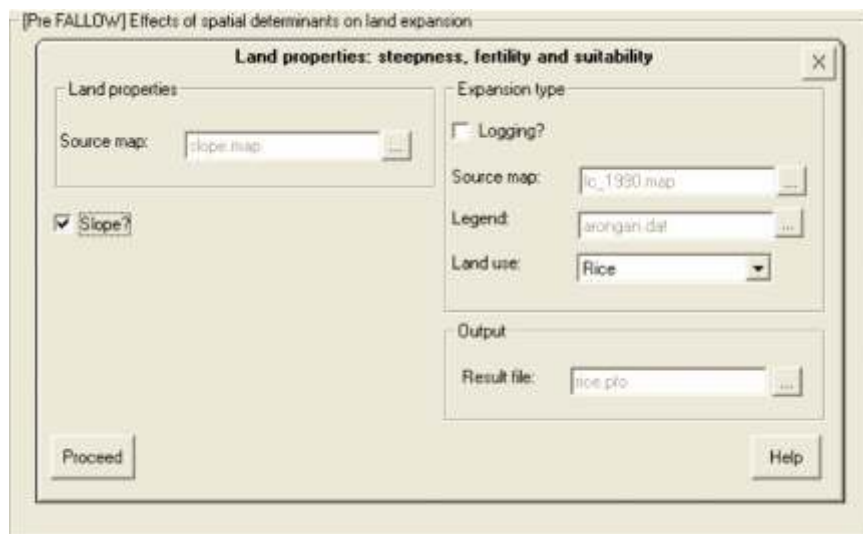 [Pre FALLOW] Effects of spatial determinants on land expansion
Land properties: steepness, fertility and suitability
Land properties
Source map: slope.map ...
Slope?
Expansion type
Logging?
Source map: lc_1990.map ...
Legend: arongan.dat ...
Land use: Rice
Output
Result file: rice.pfo ...
Proceed
Help